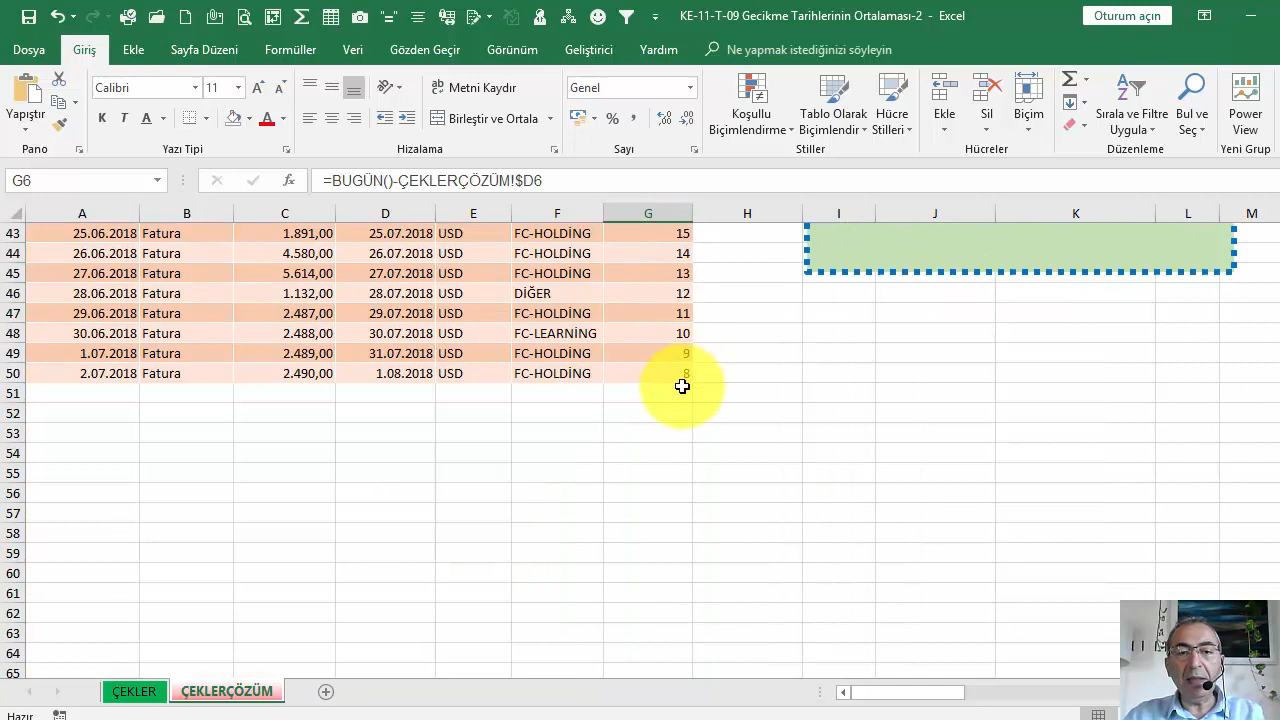 KE-11-T-09 Gecikme Tarihlerinin Ortalaması-2 - Excel
Oturum açın
Dosya Giriş Ekle Sayfa Düzeni Formüller Veri Gözden Geçir Görünüm Geliştirici Yardım Ne yapmak istediğinizi söyleyin
Yapıştır
Calibri 11
Metni Kaydır
Birleştir ve Ortala
Genel
Koşullu Biçimlendirme
Tablo Olarak Biçimlendir
Hücre Stilleri
Ekle Sil Biçim
Sırala ve Filtre Uygula
Bul ve Seç
Power View
Pano Yazı Tipi Hizalama Sayı Stiller Hücreler Düzenleme Yeni Grup
G6 fx =BUGÜN()-ÇEKLERÇÖZÜM!$D6
A B C D E F G H I J K L M
43 25.06.2018 Fatura 1.891,00 25.07.2018 USD FC-HOLDİNG 15
44 26.06.2018 Fatura 4.580,00 26.07.2018 USD FC-HOLDİNG 14
45 27.06.2018 Fatura 5.614,00 27.07.2018 USD FC-HOLDİNG 13
46 28.06.2018 Fatura 1.132,00 28.07.2018 USD DİĞER 12
47 29.06.2018 Fatura 2.487,00 29.07.2018 USD FC-HOLDİNG 11
48 30.06.2018 Fatura 2.488,00 30.07.2018 USD FC-LEARNİNG 10
49 1.07.2018 Fatura 2.489,00 31.07.2018 USD FC-HOLDİNG 9
50 2.07.2018 Fatura 2.490,00 1.08.2018 USD FC-HOLDİNG 8
51
52
53
54
55
56
57
58
59
60
61
62
63
64
65
ÇEKLER ÇEKLERÇÖZÜM
Hazır